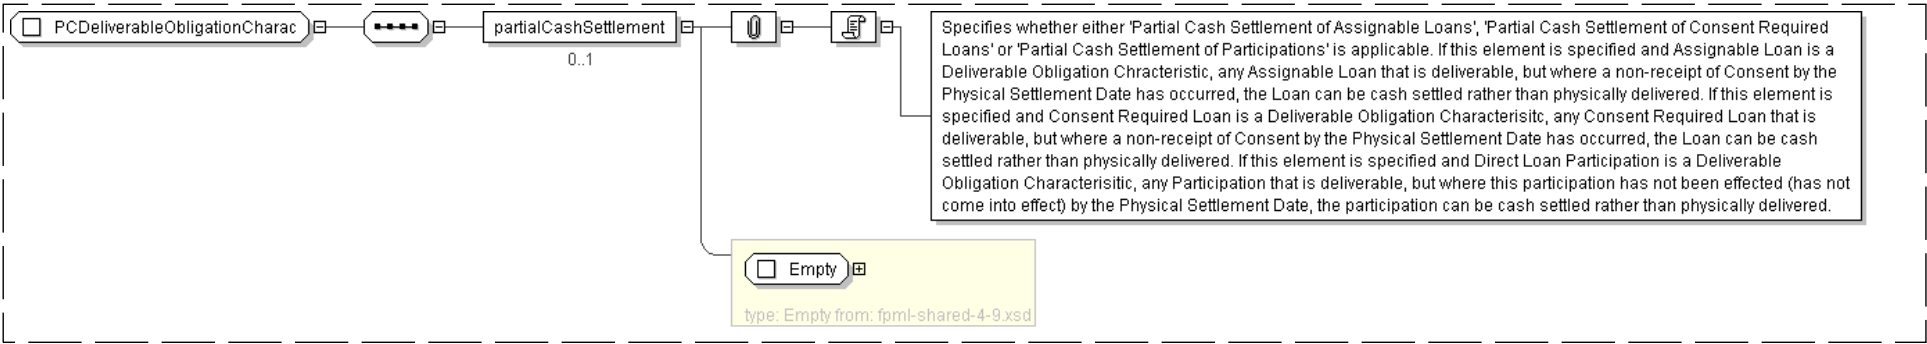 PCDeliverableObligationCharac
partialCashSettlement
0..1
Specifies whether either 'Partial Cash Settlement of Assignable Loans', 'Partial Cash Settlement of Consent Required
Loans' or 'Partial Cash Settlement of Participations' is applicable. If this element is specified and Assignable Loan is a
Deliverable Obligation Chracteristic, any Assignable Loan that is deliverable, but where a non-receipt of Consent by the
Physical Settlement Date has occurred, the Loan can be cash settled rather than physically delivered. If this element is
specified and Consent Required Loan is a Deliverable Obligation Characterisitc, any Consent Required Loan that is
deliverable, but where a non-receipt of Consent by the Physical Settlement Date has occurred, the Loan can be cash
settled rather than physically delivered. If this element is specified and Direct Loan Participation is a Deliverable
Obligation Characterisitic, any Participation that is deliverable, but where this participation has not been effected (has not
come into effect) by the Physical Settlement Date, the participation can be cash settled rather than physically delivered.
Empty
type: Empty from: fpml-shared-4-9.xsd